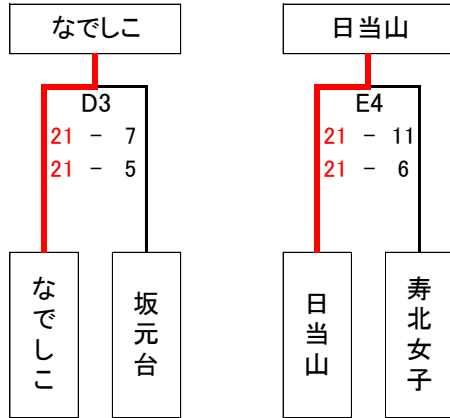 なでしこ
D3
21 － 7
21 － 5
なでしこ
坂元台
日当山
E4
21 － 11
21 － 6
日当山
寿北女子